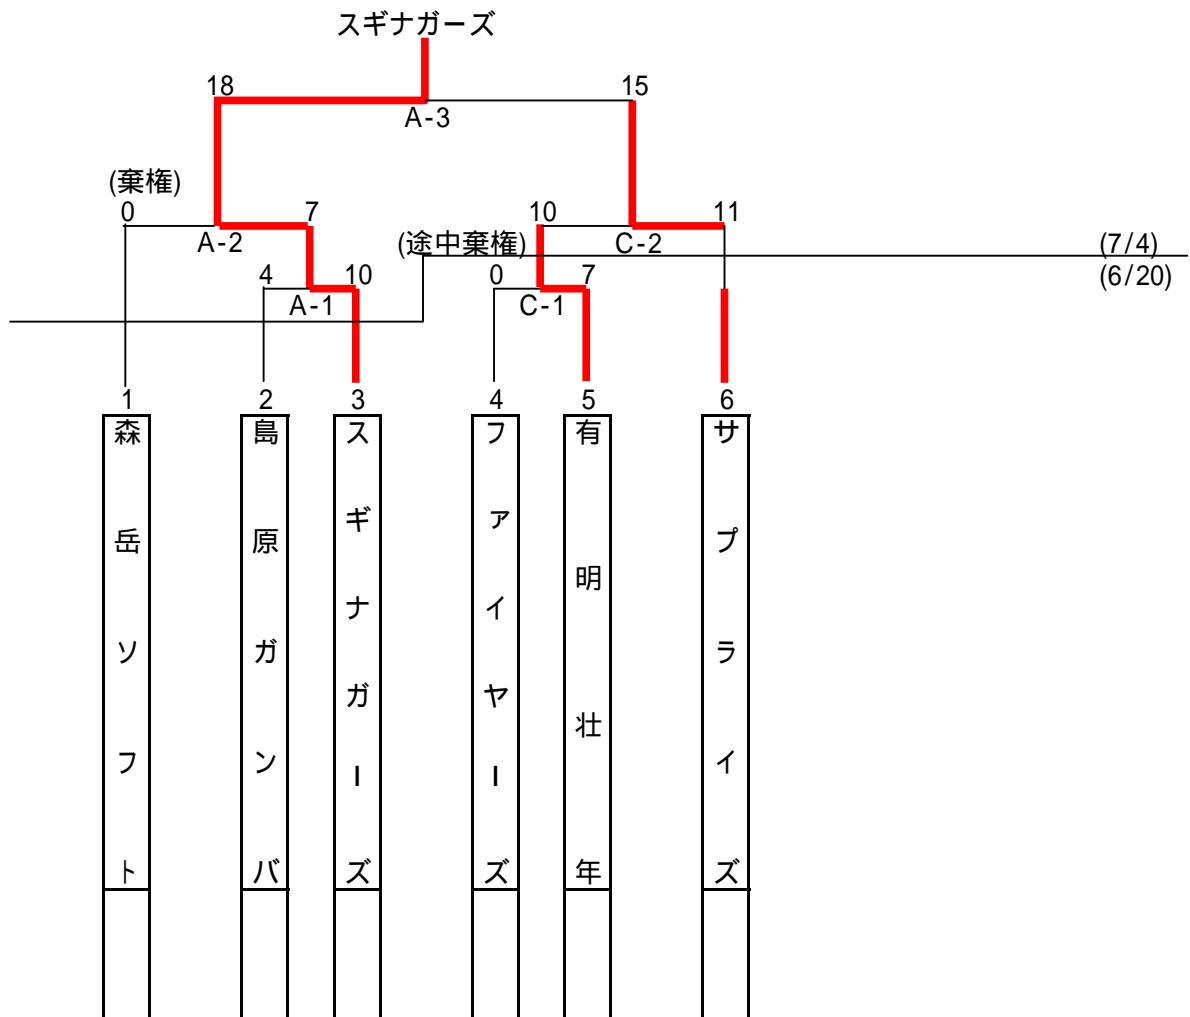 スギナガーズ
18
15
A-3
(棄権)
0
7
10
11
A-2
(途中棄権)
C-2
(7/4)
4
10
0
7
(6/20)
A-1
C-1
1
2
3
4
5
6
森岳ソフト
島原ガンバ
スギナガーズ
ファイヤーズ
有明壮年
サプライズ